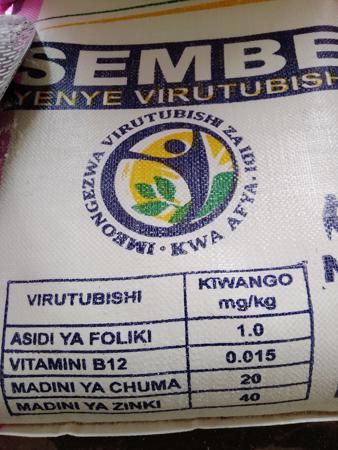 SEMBE
YENYE VIRUTUBISH
IMEONGEZWA VIRUTUBISHI ZAIDI
KWA AFYA
VIRUTUBISHI KIWANGO mg/kg
ASIDI YA FOLIKI 1.0
VITAMINI B12 0.015
MADINI YA CHUMA 20
MADINI YA ZINKI 40